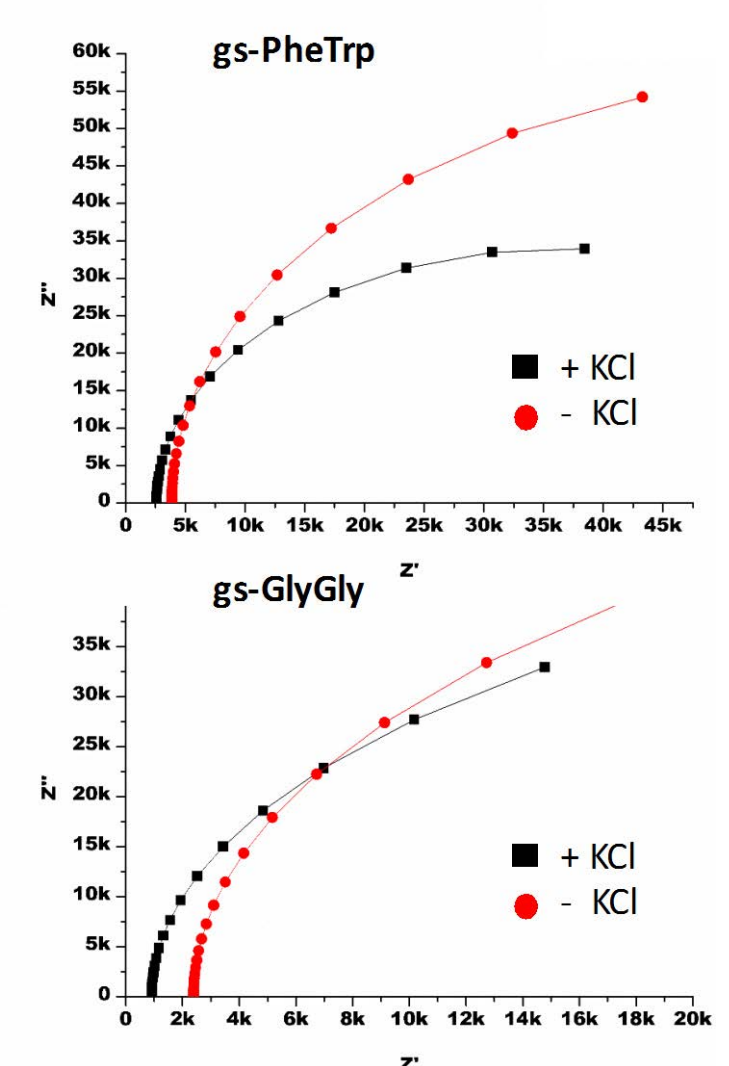 gs-PheTrp
60k
55k
50k
45k
40k
35k
30k
25k
20k
15k
10k
5k
0
Z"
+ KCl
- KCl
0 5k 10k 15k 20k 25k 30k 35k 40k 45k
Z'
gs-GlyGly
35k
30k
25k
20k
15k
10k
5k
0
Z"
+ KCl
- KCl
0 2k 4k 6k 8k 10k 12k 14k 16k 18k 20k
Z'